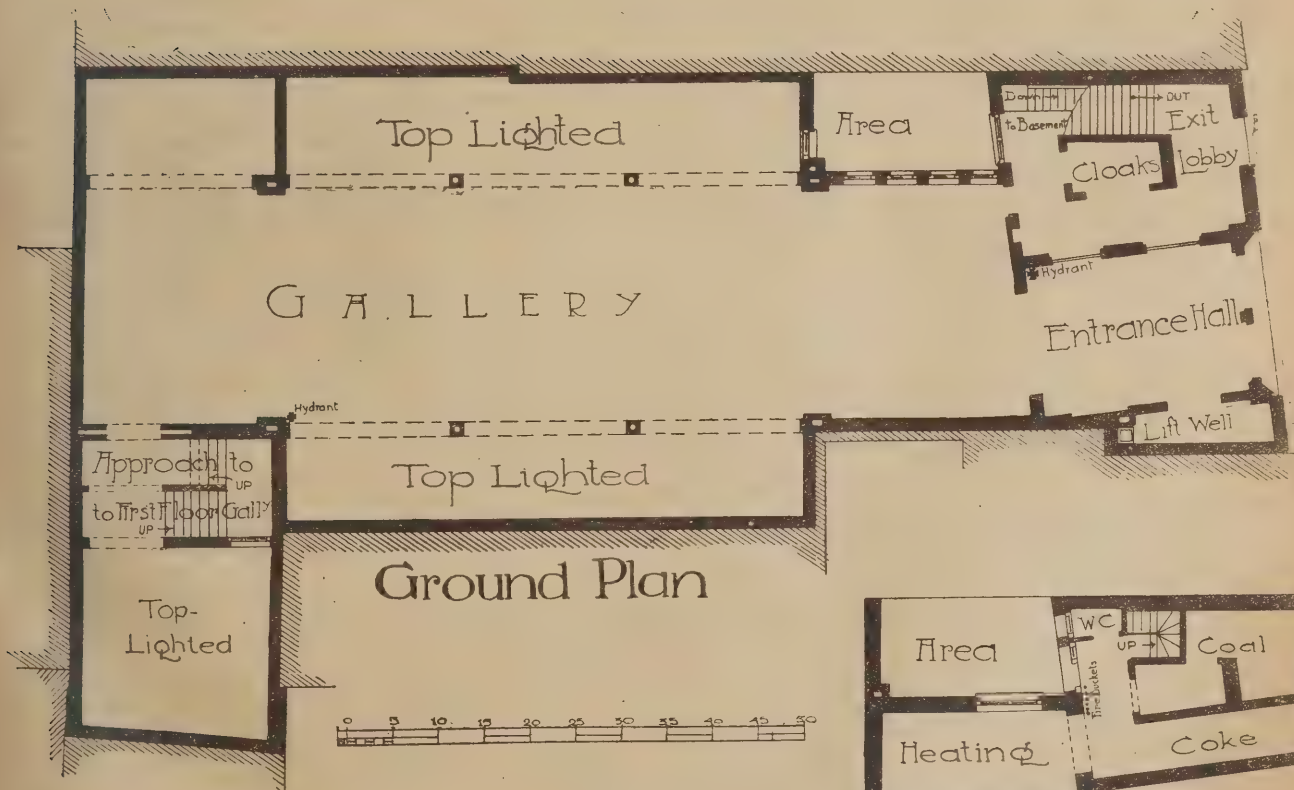 Top Lighted
Area
Down
to Basement
OUT
Exit
Cloaks
Lobby
GALLERY
Hydrant
Entrance Hall
Hydrant
Lift Well
Approach to
UP
to First Floor Gally
UP
Top Lighted
Ground Plan
Top-
Lighted
0 5 10 15 20 25 30 35 40 45 50
Area
WC
UP
Coal
Fire buckets
Heating
Coke